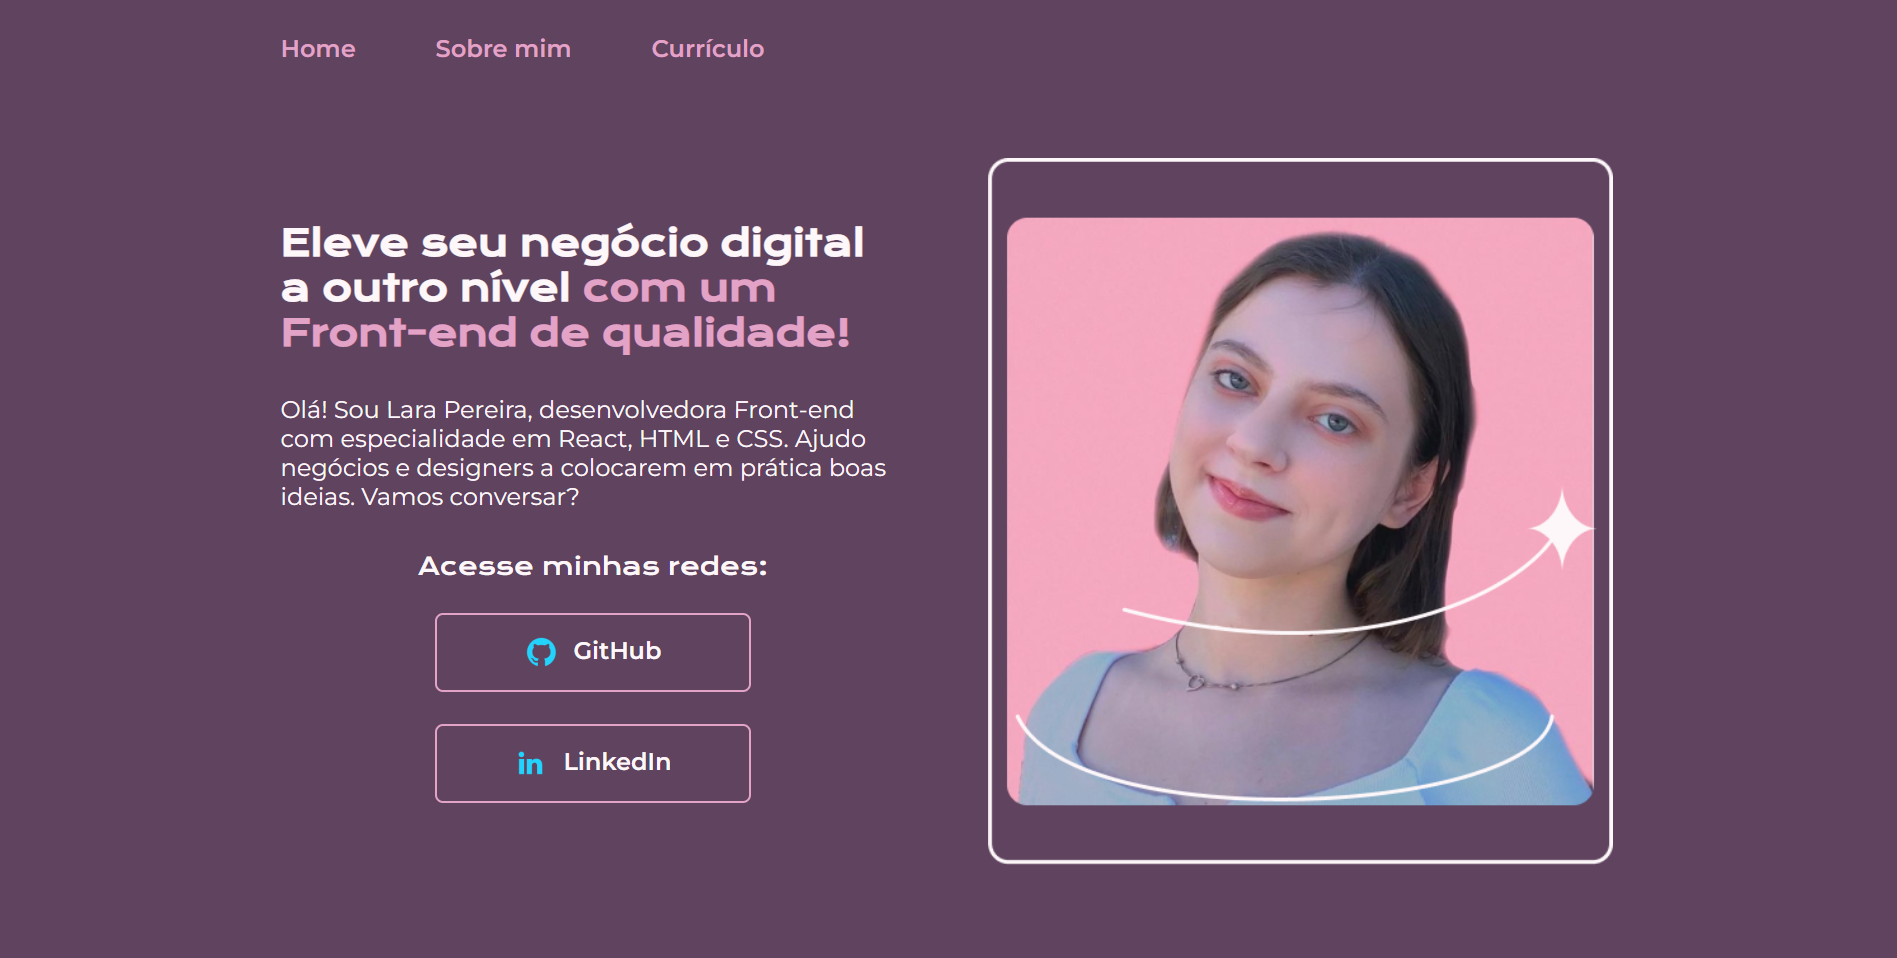 Home Sobre mim Currículo
Eleve seu negócio digital
a outro nível com um
Front-end de qualidade!
Olá! Sou Lara Pereira, desenvolvedora Front-end
com especialidade em React, HTML e CSS. Ajudo
negócios e designers a colocarem em prática boas
ideias. Vamos conversar?
Acesse minhas redes:
GitHub
in LinkedIn